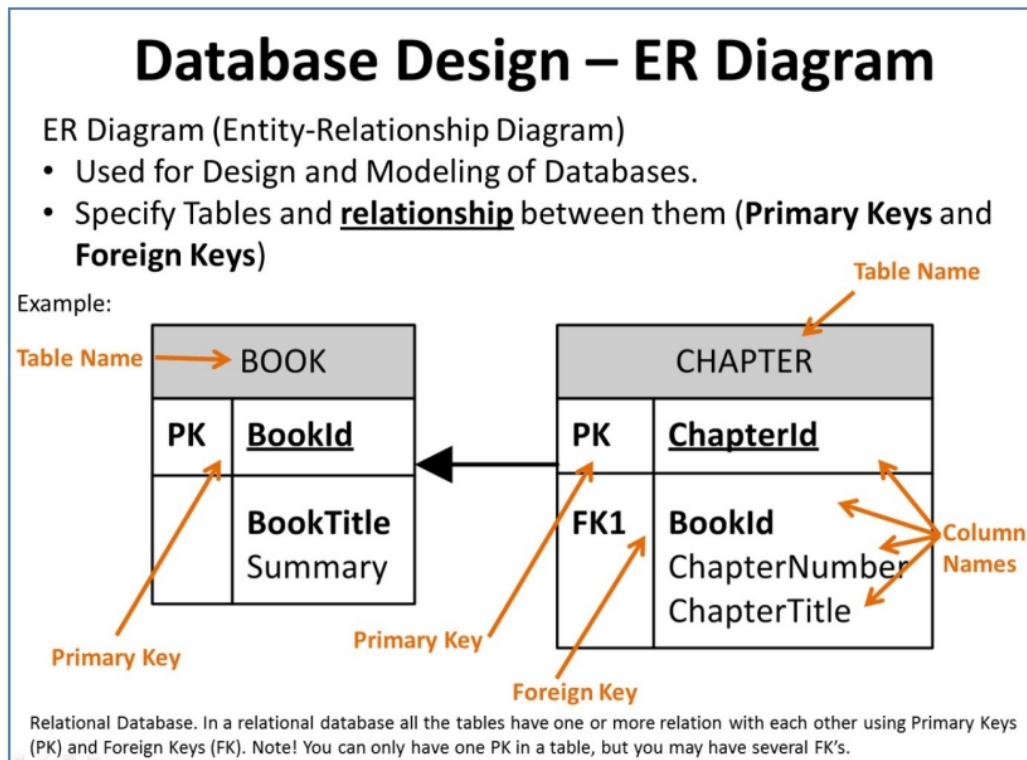 Database Design – ER Diagram
ER Diagram (Entity-Relationship Diagram)
• Used for Design and Modeling of Databases.
• Specify Tables and relationship between them (Primary Keys and
Foreign Keys)
Table Name
Example:
Table Name
BOOK
CHAPTER
PK
BookId
PK
ChapterId
BookTitle
FK1
BookId
Column
Names
Summary
ChapterNumber
ChapterTitle
Primary Key
Primary Key
Foreign Key
Relational Database. In a relational database all the tables have one or more relation with each other using Primary Keys
(PK) and Foreign Keys (FK). Note! You can only have one PK in a table, but you may have several FK's.